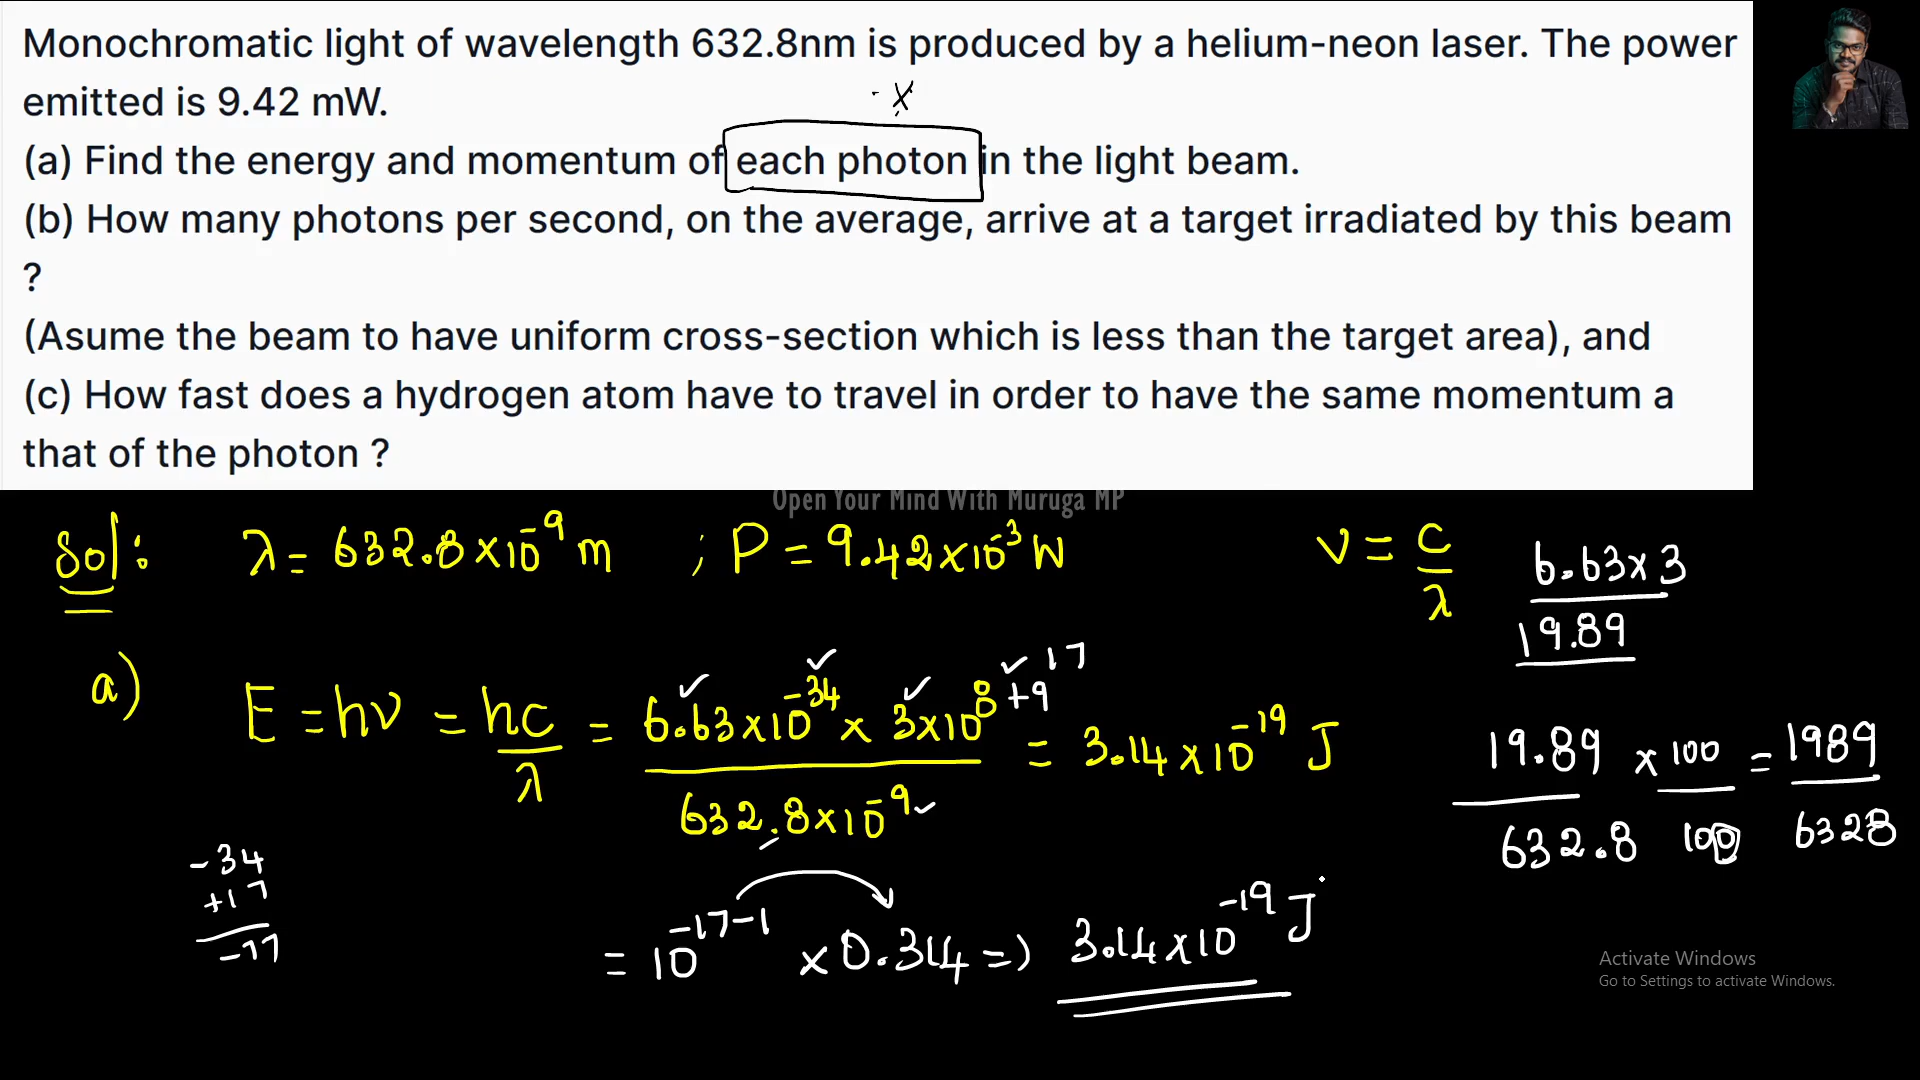 Monochromatic light of wavelength 632.8nm is produced by a helium-neon laser. The power
emitted is 9.42 mW.
x
(a) Find the energy and momentum of each photon in the light beam.
(b) How many photons per second, on the average, arrive at a target irradiated by this beam
?
(Asume the beam to have uniform cross-section which is less than the target area), and
(c) How fast does a hydrogen atom have to travel in order to have the same momentum a
that of the photon ?
Open Your Mind With Muruga MP
Sol: λ = 632.8×10⁻⁹ m ; P = 9.42×10⁻³ W ν = c/λ
6.63×3
19.89
a) E = hν = hc/λ = 6.63×10⁻³⁴ × 3×10⁸⁺⁹ / 632.8×10⁻⁹ = 3.14×10⁻¹⁹ J
17
19.89/632.8 × 100/100 = 1989/6328
-34
+17
-17
= 10⁻¹⁷⁻¹ × 0.314 => 3.14×10⁻¹⁹ J
Activate Windows
Go to Settings to activate Windows.